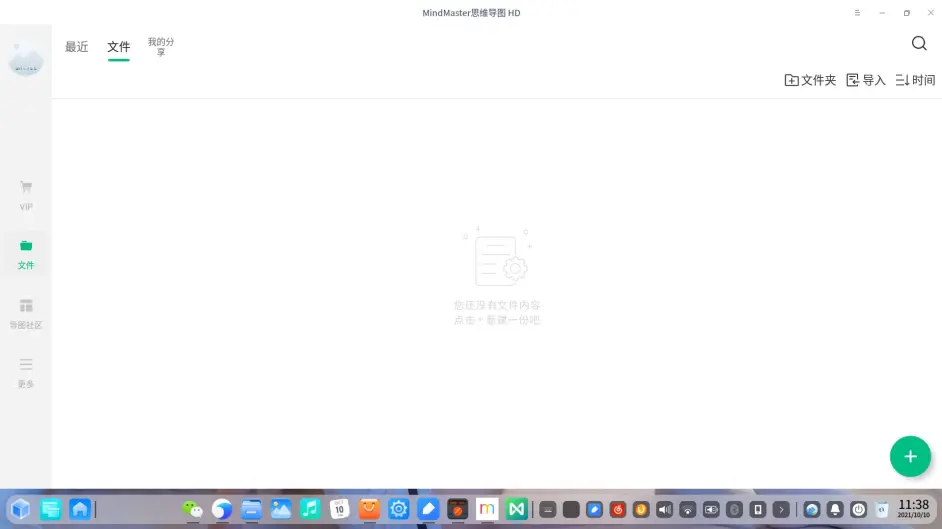 MindMaster思维导图 HD
最近
文件
我的分
享
文件夹
导入
时间
VIP
文件
导图社区
更多
您还没有文件内容
点击+新建一份吧
10
m
11:38
2021/10/10